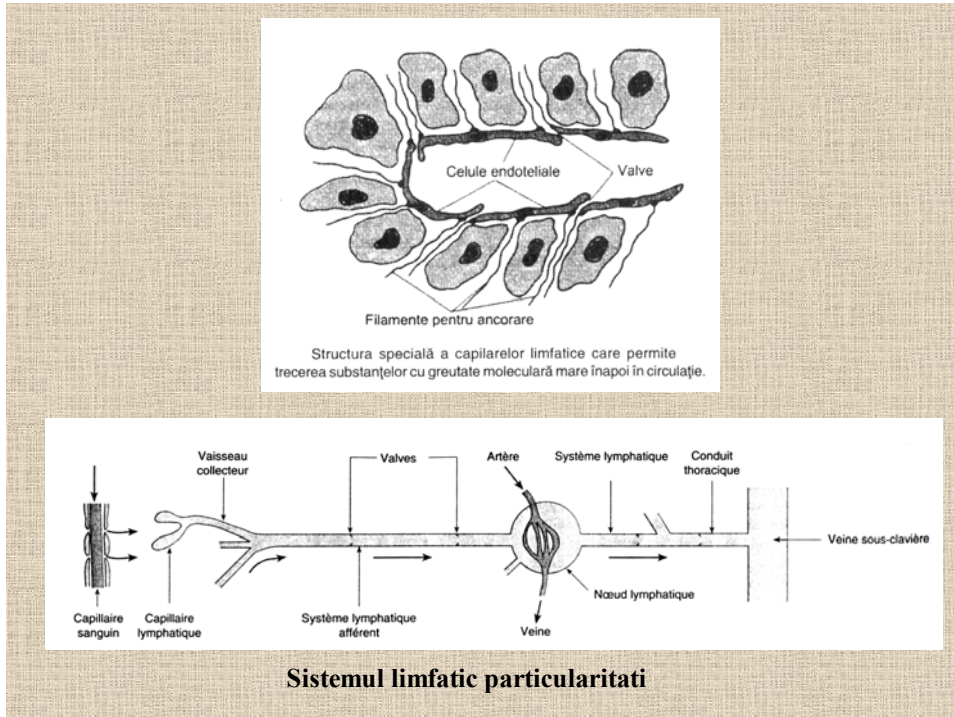 Celule endoteliale
Valve
Filamente pentru ancorare
Structura specială a capilarelor limfatice care permite
trecerea substanţelor cu greutate moleculară mare înapoi în circulaţie.
Vaisseau
collecteur
Valves
Artère
Système lymphatique
Conduit
thoracique
Veine sous-clavière
Nœud lymphatique
Capillaire
sanguin
Capillaire
lymphatique
Système lymphatique
afférent
Veine
Sistemul limfatic particularitati